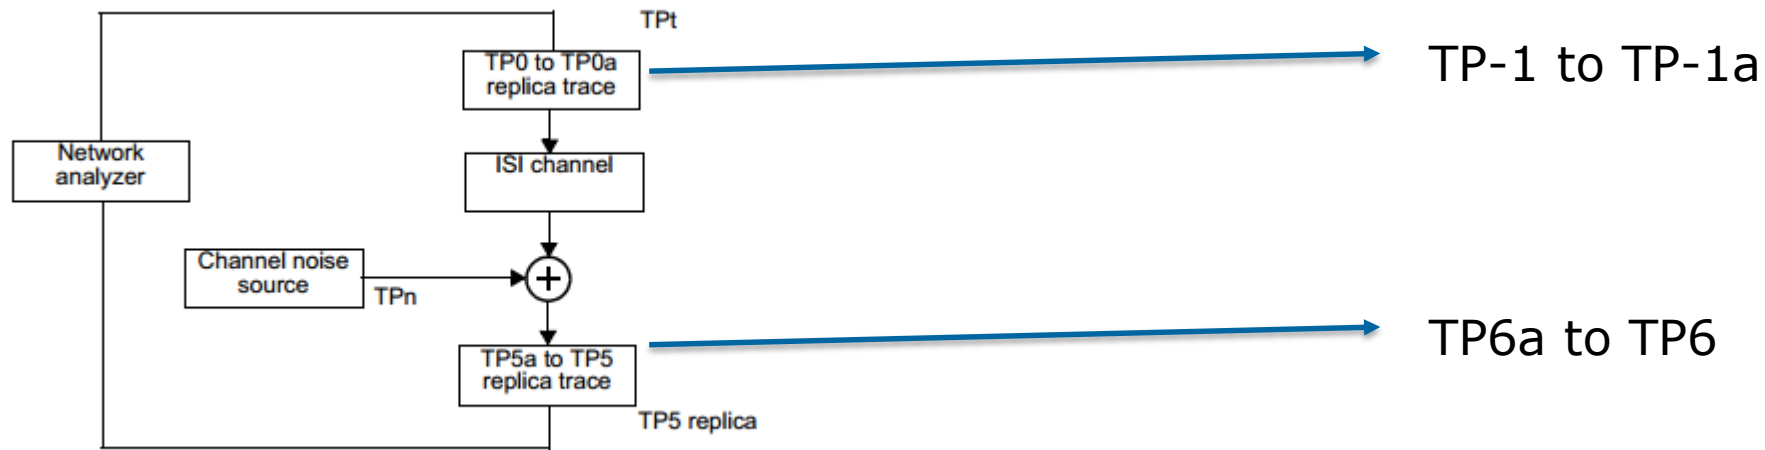 TPt
TP0 to TP0a
replica trace
TP-1 to TP-1a
Network
analyzer
ISI channel
Channel noise
source
TPn
+
TP5a to TP5
replica trace
TP6a to TP6
TP5 replica